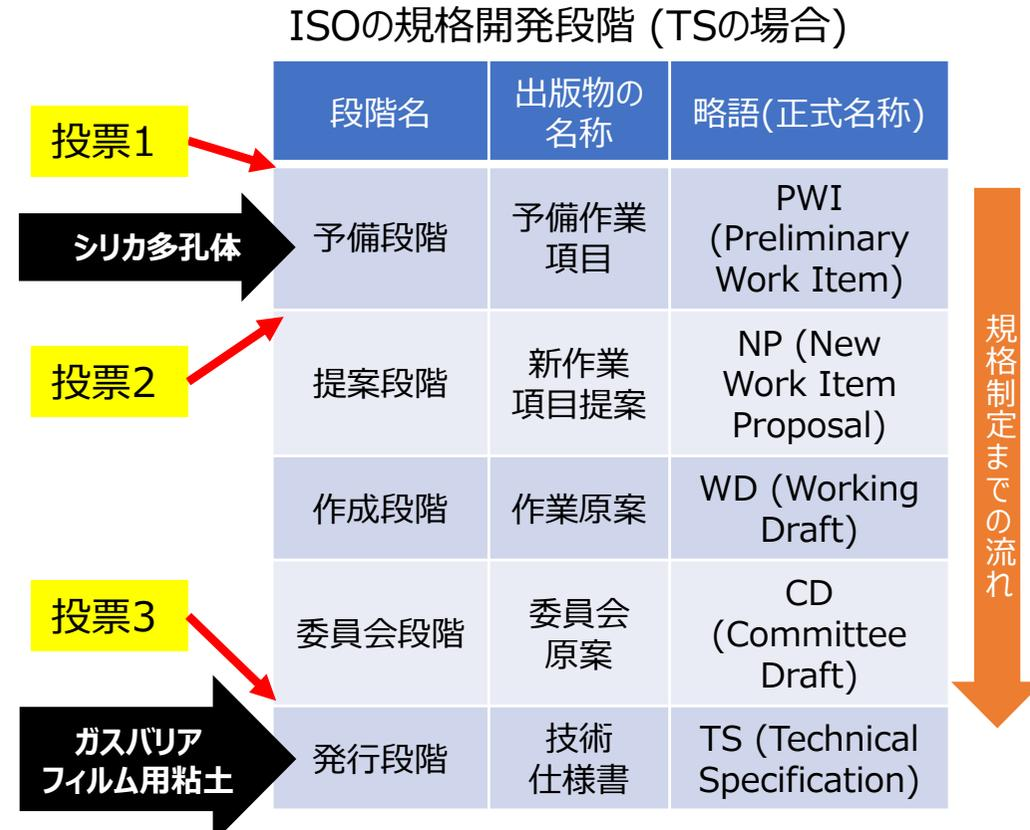 ISOの規格開発段階 (TSの場合)
段階名
出版物の
名称
略語(正式名称)
投票1
シリカ多孔体
予備段階
予備作業
項目
PWI
(Preliminary
Work Item)
投票2
提案段階
新作業
項目提案
NP (New
Work Item
Proposal)
作成段階
作業原案
WD (Working
Draft)
投票3
委員会段階
委員会
原案
CD
(Committee
Draft)
ガスバリア
フィルム用粘土
発行段階
技術
仕様書
TS (Technical
Specification)
規格制定までの流れ